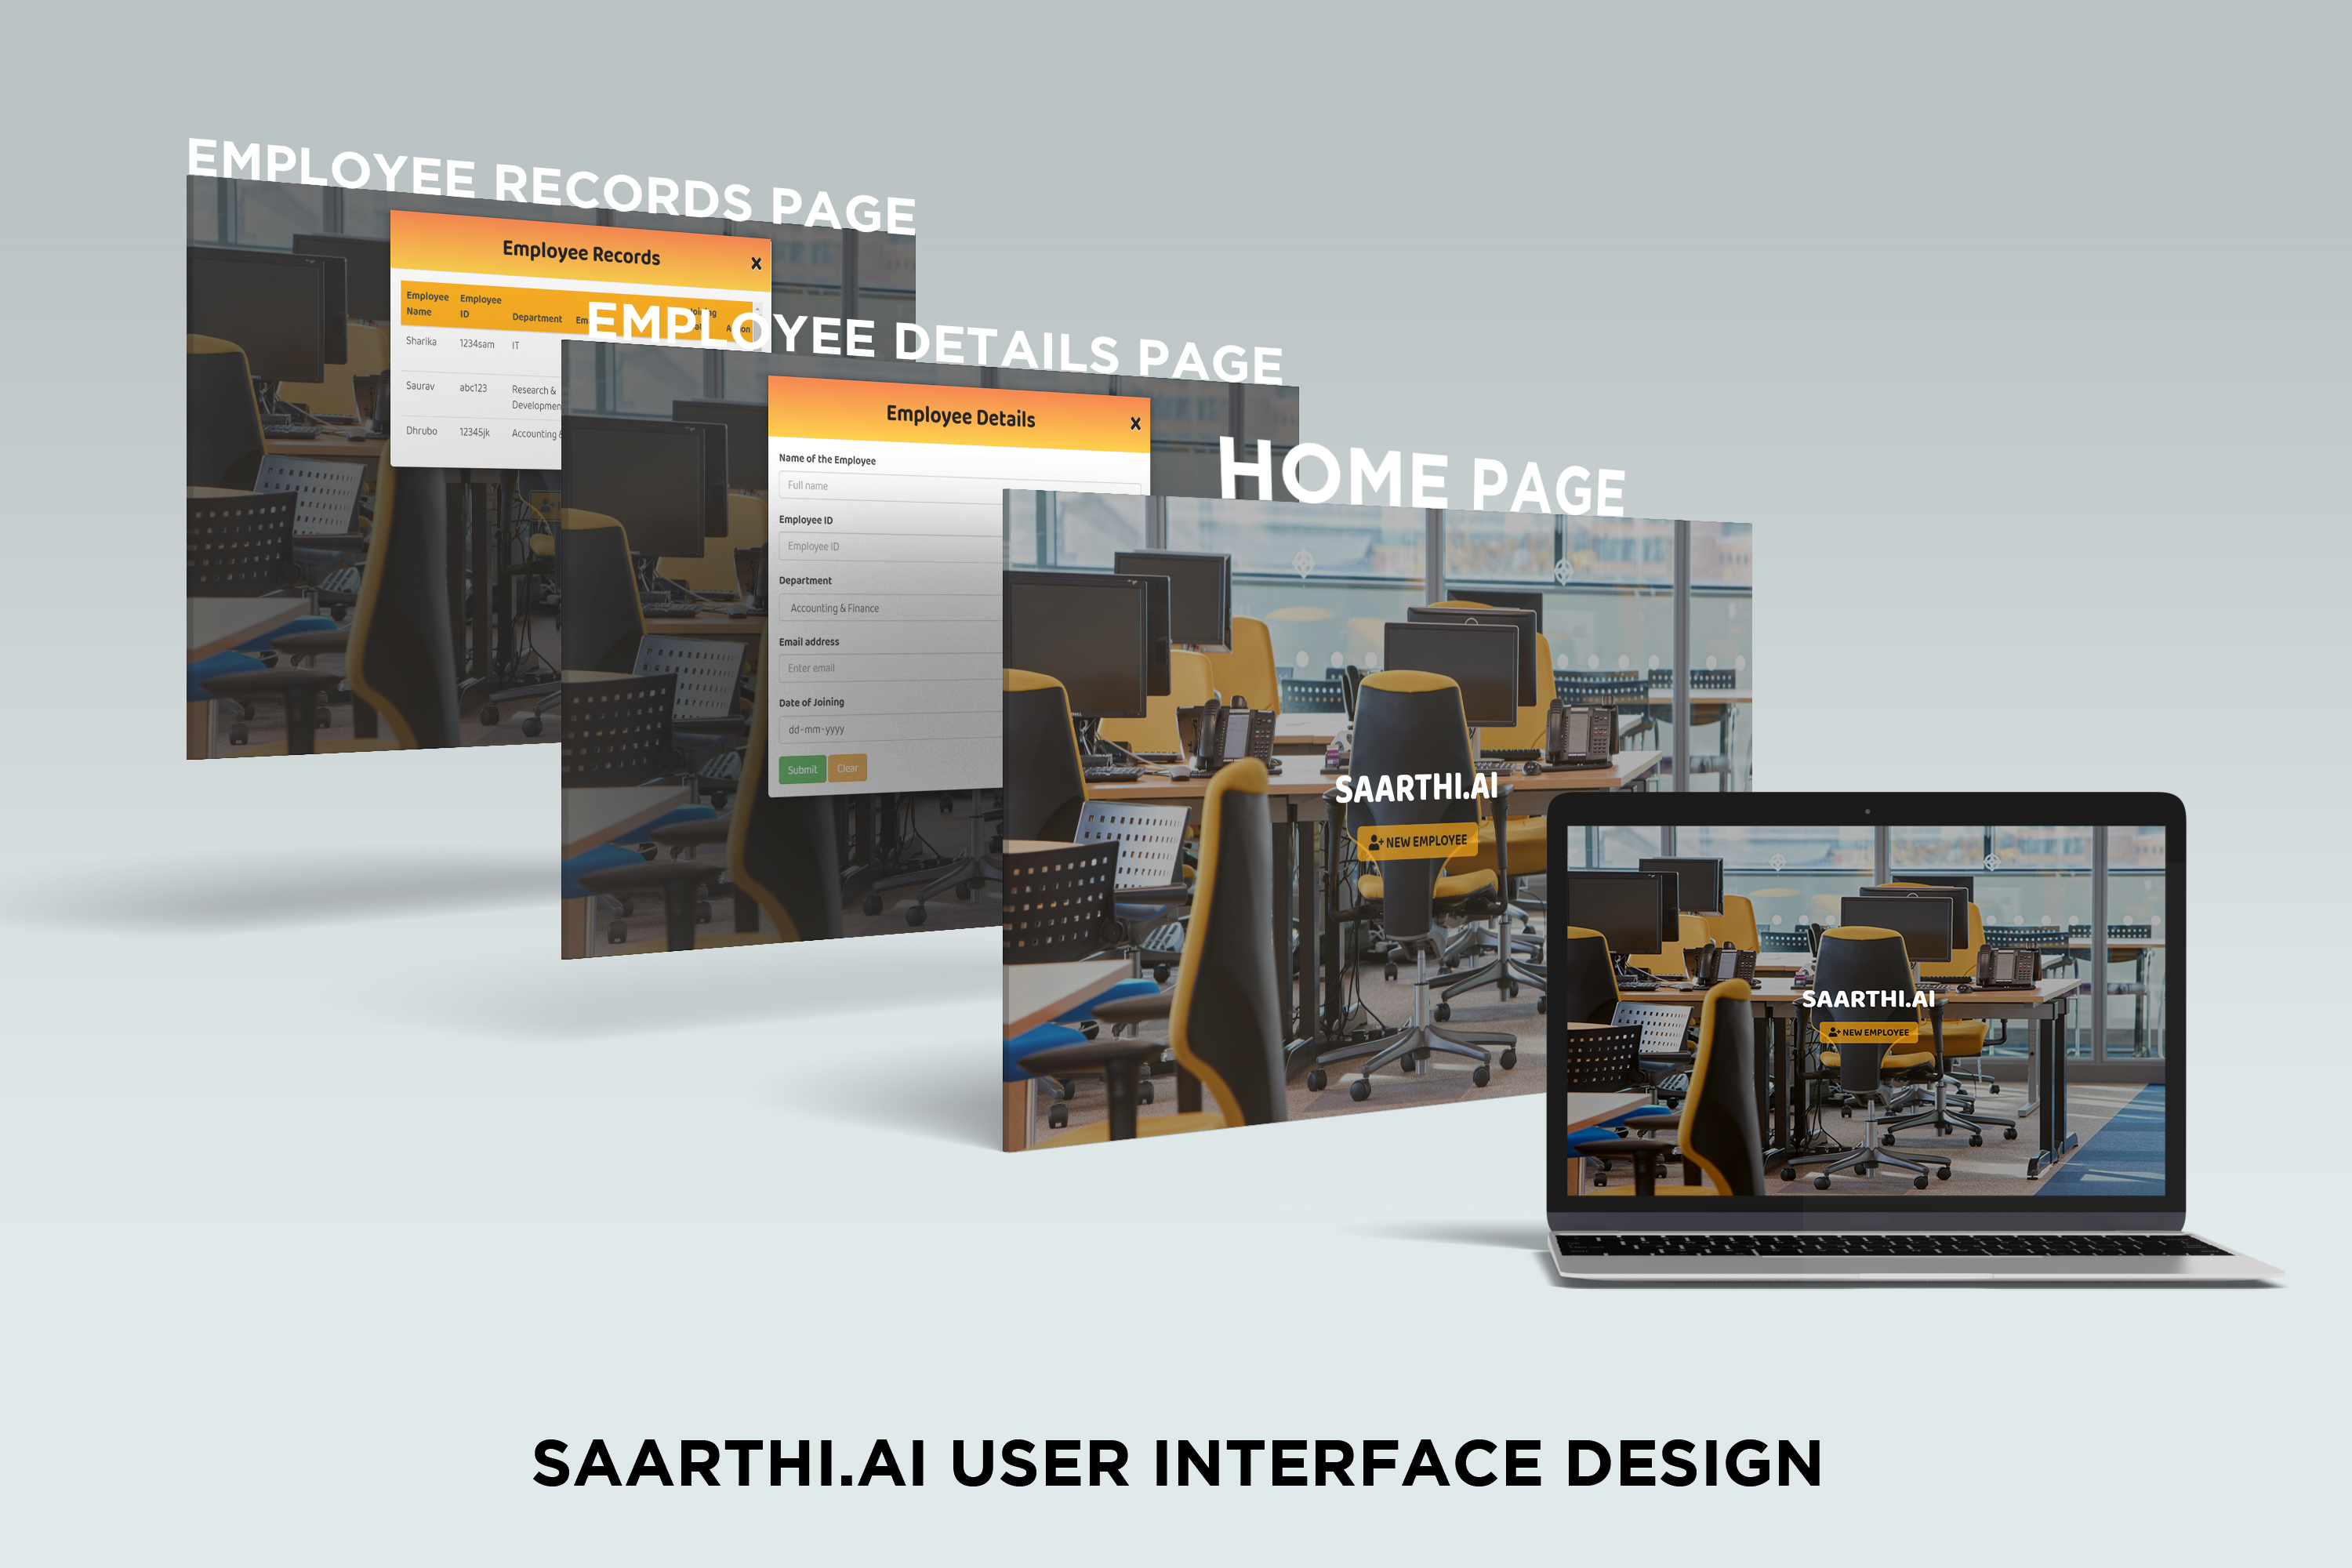 EMPLOYEE RECORDS PAGE
Employee Records
X
Employee Name
Employee ID
Department
Sharika 1234sam IT
Saurav abc123 Research &
Dhrubo 12345jk Accounting
EMPLOYEE DETAILS PAGE
Employee Details
X
Name of the Employee
Full name
Employee ID
Employee ID
Department
Accounting & Finance
Email address
Enter email
Date of Joining
dd-mm-yyyy
Submit Clear
HOME PAGE
SAARTHI.AI
NEW EMPLOYEE
SAARTHI.AI
NEW EMPLOYEE
SAARTHI.AI USER INTERFACE DESIGN